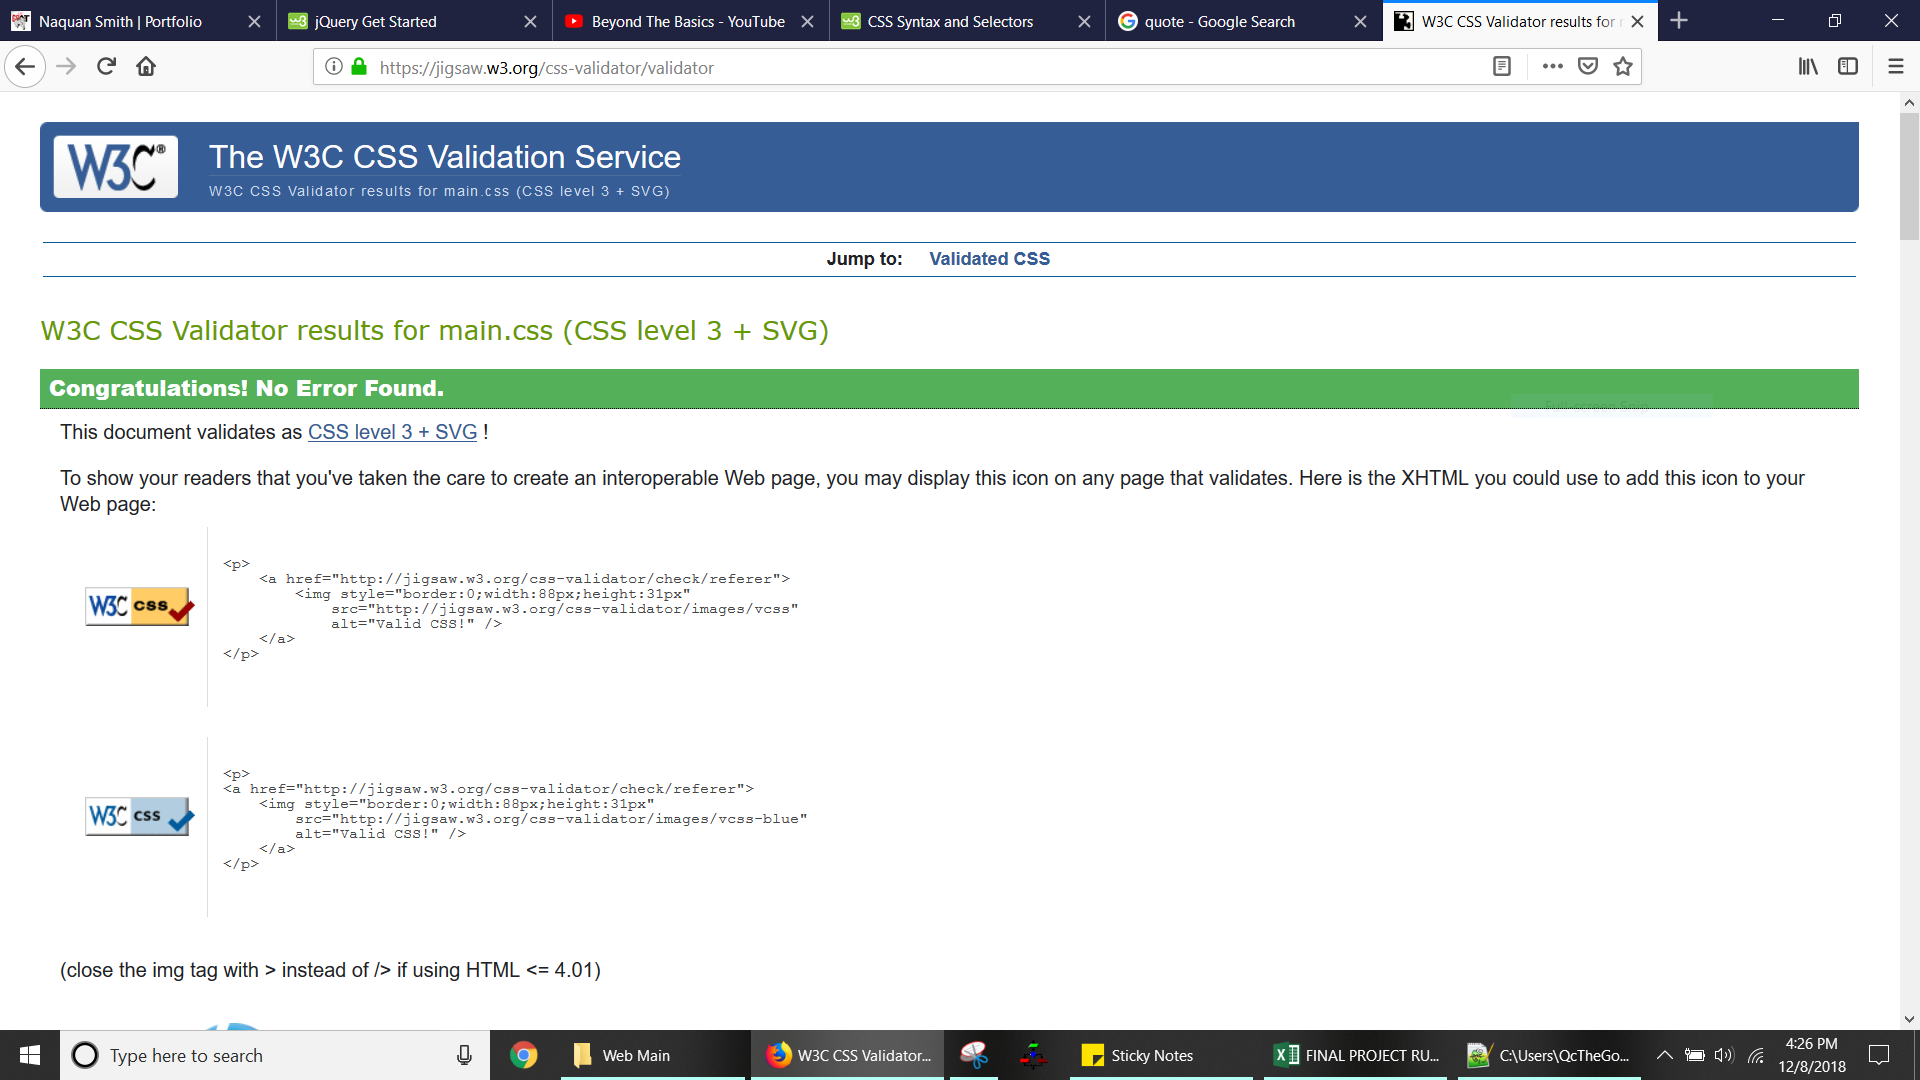 Naquan Smith | Portfolio
jQuery Get Started
Beyond The Basics - YouTube
CSS Syntax and Selectors
quote - Google Search
W3C CSS Validator results for
https://jigsaw.w3.org/css-validator/validator
W3C®
The W3C CSS Validation Service
W3C CSS Validator results for main.css (CSS level 3 + SVG)
Jump to: Validated CSS
W3C CSS Validator results for main.css (CSS level 3 + SVG)
Congratulations! No Error Found.
Full-screen Snip
This document validates as CSS level 3 + SVG !
To show your readers that you've taken the care to create an interoperable Web page, you may display this icon on any page that validates. Here is the XHTML you could use to add this icon to your
Web page:
W3C css
<p>
<a href="http://jigsaw.w3.org/css-validator/check/referer">
<img style="border:0;width:88px;height:31px"
src="http://jigsaw.w3.org/css-validator/images/vcss"
alt="Valid CSS!" />
</a>
</p>
W3C css
<p>
<a href="http://jigsaw.w3.org/css-validator/check/referer">
<img style="border:0;width:88px;height:31px"
src="http://jigsaw.w3.org/css-validator/images/vcss-blue"
alt="Valid CSS!" />
</a>
</p>
(close the img tag with > instead of /> if using HTML <= 4.01)
Type here to search
Web Main
W3C CSS Validator...
Sticky Notes
FINAL PROJECT RU...
C:\Users\QcTheGo...
4:26 PM
12/8/2018